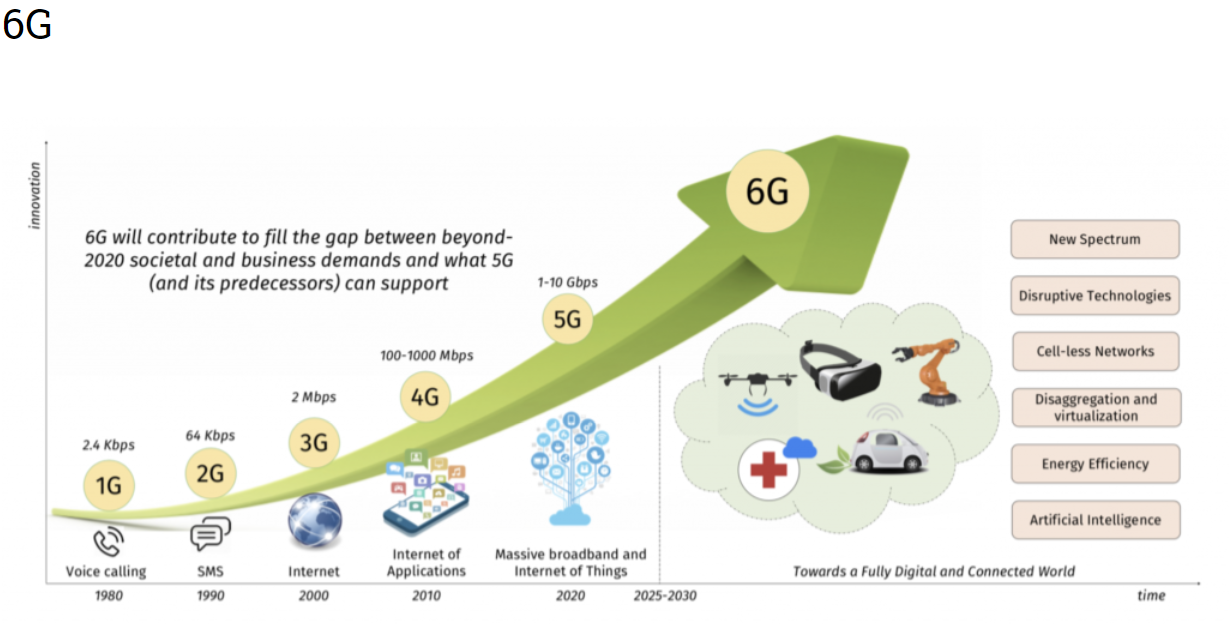 6G
innovation
6G will contribute to fill the gap between beyond-
2020 societal and business demands and what 5G
(and its predecessors) can support
2.4 Kbps
1G
64 Kbps
2G
2 Mbps
3G
100-1000 Mbps
4G
1-10 Gbps
5G
6G
Voice calling
1980
SMS
1990
Internet
2000
Internet of
Applications
2010
Massive broadband and
Internet of Things
2020
2025-2030
Towards a Fully Digital and Connected World
time
New Spectrum
Disruptive Technologies
Cell-less Networks
Disaggregation and
virtualization
Energy Efficiency
Artificial Intelligence